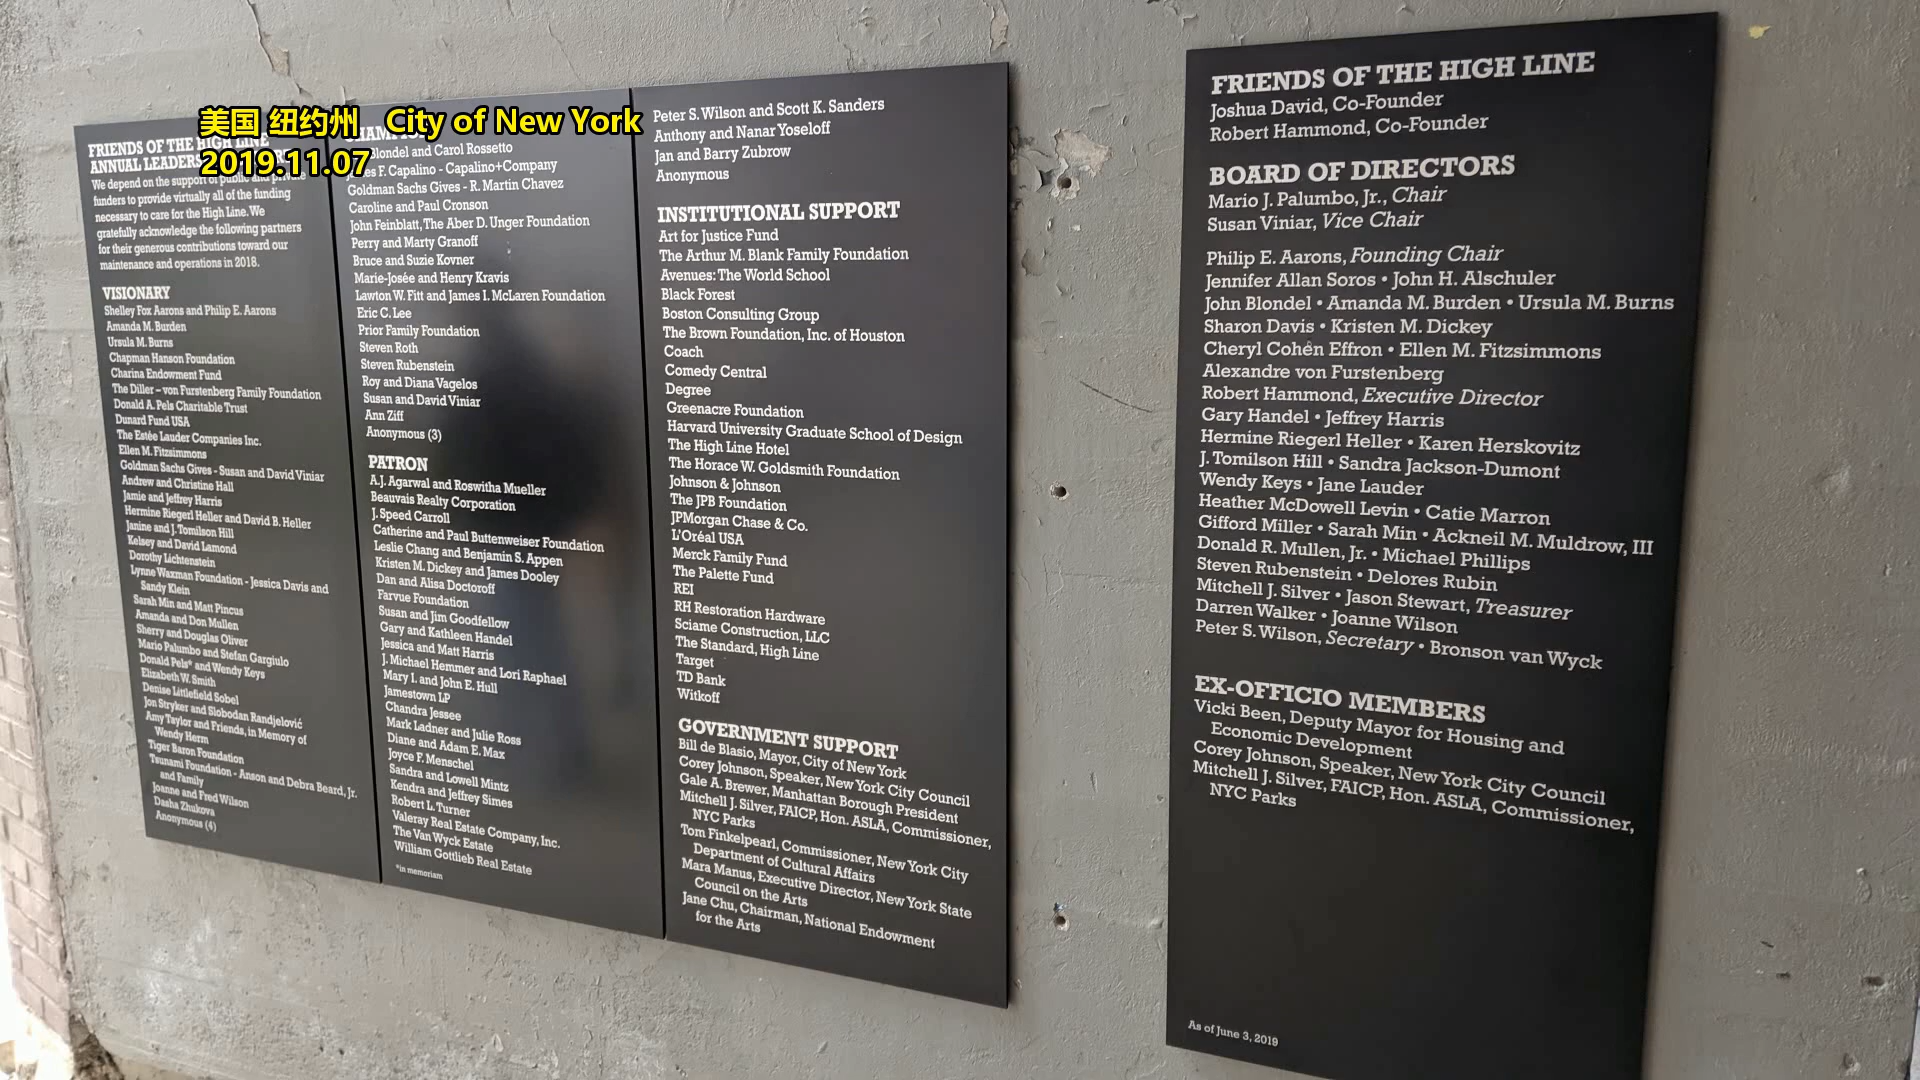 美国 纽约州 City of New York
2019.11.07
FRIENDS OF THE HIGH LINE
ANNUAL LEADERS
We depend on the support of public and private
funders to provide virtually all of the funding
necessary to care for the High Line. We
gratefully acknowledge the following partners
for their generous contributions toward our
maintenance and operations in 2018.
VISIONARY
Shelley Fox Aarons and Philip E. Aarons
Amanda M. Burden
Ursula M. Burns
Chapman Hanson Foundation
Charina Endowment Fund
The Diller – von Furstenberg Family Foundation
Donald A. Pels Charitable Trust
Dunard Fund USA
The Estée Lauder Companies Inc.
Ellen M. Fitzsimmons
Goldman Sachs Gives - Susan and David Viniar
Andrew and Christine Hall
Jamie and Jeffrey Harris
Hermine Riegerl Heller and David B. Heller
Janine and J. Tomilson Hill
Kelsey and David Lamond
Dorothy Lichtenstein
Lynne Waxman Foundation - Jessica Davis and
Sandy Klein
Sarah Min and Matt Pincus
Amanda and Don Mullen
Sherry and Douglas Oliver
Mario Palumbo and Stefan Gargiulo
Donald Pels* and Wendy Keys
Elizabeth W. Smith
Denise Littlefield Sobel
Jon Stryker and Slobodan Randjelović
Amy Taylor and Friends, in Memory of
Wendy Herm
Tiger Baron Foundation
Tsunami Foundation - Anson and Debra Beard, Jr.
and Family
Joanne and Fred Wilson
Dasha Zhukova
Anonymous (4)
Blondel and Carol Rossetto
F. Capalino - Capalino+Company
Goldman Sachs Gives - R. Martin Chavez
Caroline and Paul Cronson
John Feinblatt, The Aber D. Unger Foundation
Perry and Marty Granoff
Bruce and Suzie Kovner
Marie-Josée and Henry Kravis
Lawton W. Fitt and James I. McLaren Foundation
Eric C. Lee
Prior Family Foundation
Steven Roth
Steven Rubenstein
Roy and Diana Vagelos
Susan and David Viniar
Ann Ziff
Anonymous (3)
PATRON
A.J. Agarwal and Roswitha Mueller
Beauvais Realty Corporation
J. Speed Carroll
Catherine and Paul Buttenweiser Foundation
Leslie Chang and Benjamin S. Appen
Kristen M. Dickey and James Dooley
Dan and Alisa Doctoroff
Farvue Foundation
Susan and Jim Goodfellow
Gary and Kathleen Handel
Jessica and Matt Harris
J. Michael Hemmer and Lori Raphael
Mary I. and John E. Hull
Jamestown LP
Chandra Jessee
Mark Ladner and Julie Ross
Diane and Adam E. Max
Joyce F. Menschel
Sandra and Lowell Mintz
Kendra and Jeffrey Simes
Robert L. Turner
Valeray Real Estate Company, Inc.
The Van Wyck Estate
William Gottlieb Real Estate
*in memoriam
Peter S. Wilson and Scott K. Sanders
Anthony and Nanar Yoseloff
Jan and Barry Zubrow
Anonymous
INSTITUTIONAL SUPPORT
Art for Justice Fund
The Arthur M. Blank Family Foundation
Avenues: The World School
Black Forest
Boston Consulting Group
The Brown Foundation, Inc. of Houston
Coach
Comedy Central
Degree
Greenacre Foundation
Harvard University Graduate School of Design
The High Line Hotel
The Horace W. Goldsmith Foundation
Johnson & Johnson
The JPB Foundation
JPMorgan Chase & Co.
L'Oréal USA
Merck Family Fund
The Palette Fund
REI
RH Restoration Hardware
Sciame Construction, LLC
The Standard, High Line
Target
TD Bank
Witkoff
GOVERNMENT SUPPORT
Bill de Blasio, Mayor, City of New York
Corey Johnson, Speaker, New York City Council
Gale A. Brewer, Manhattan Borough President
Mitchell J. Silver, FAICP, Hon. ASLA, Commissioner,
NYC Parks
Tom Finkelpearl, Commissioner, New York City
Department of Cultural Affairs
Mara Manus, Executive Director, New York State
Council on the Arts
Jane Chu, Chairman, National Endowment
for the Arts
FRIENDS OF THE HIGH LINE
Joshua David, Co-Founder
Robert Hammond, Co-Founder
BOARD OF DIRECTORS
Mario J. Palumbo, Jr., Chair
Susan Viniar, Vice Chair
Philip E. Aarons, Founding Chair
Jennifer Allan Soros • John H. Alschuler
John Blondel • Amanda M. Burden • Ursula M. Burns
Sharon Davis • Kristen M. Dickey
Cheryl Cohen Effron • Ellen M. Fitzsimmons
Alexandre von Furstenberg
Robert Hammond, Executive Director
Gary Handel • Jeffrey Harris
Hermine Riegerl Heller • Karen Herskovitz
J. Tomilson Hill • Sandra Jackson-Dumont
Wendy Keys • Jane Lauder
Heather McDowell Levin • Catie Marron
Gifford Miller • Sarah Min • Ackneil M. Muldrow, III
Donald R. Mullen, Jr. • Michael Phillips
Steven Rubenstein • Delores Rubin
Mitchell J. Silver • Jason Stewart, Treasurer
Darren Walker • Joanne Wilson
Peter S. Wilson, Secretary • Bronson van Wyck
EX-OFFICIO MEMBERS
Vicki Been, Deputy Mayor for Housing and
Economic Development
Corey Johnson, Speaker, New York City Council
Mitchell J. Silver, FAICP, Hon. ASLA, Commissioner,
NYC Parks
As of June 3, 2019